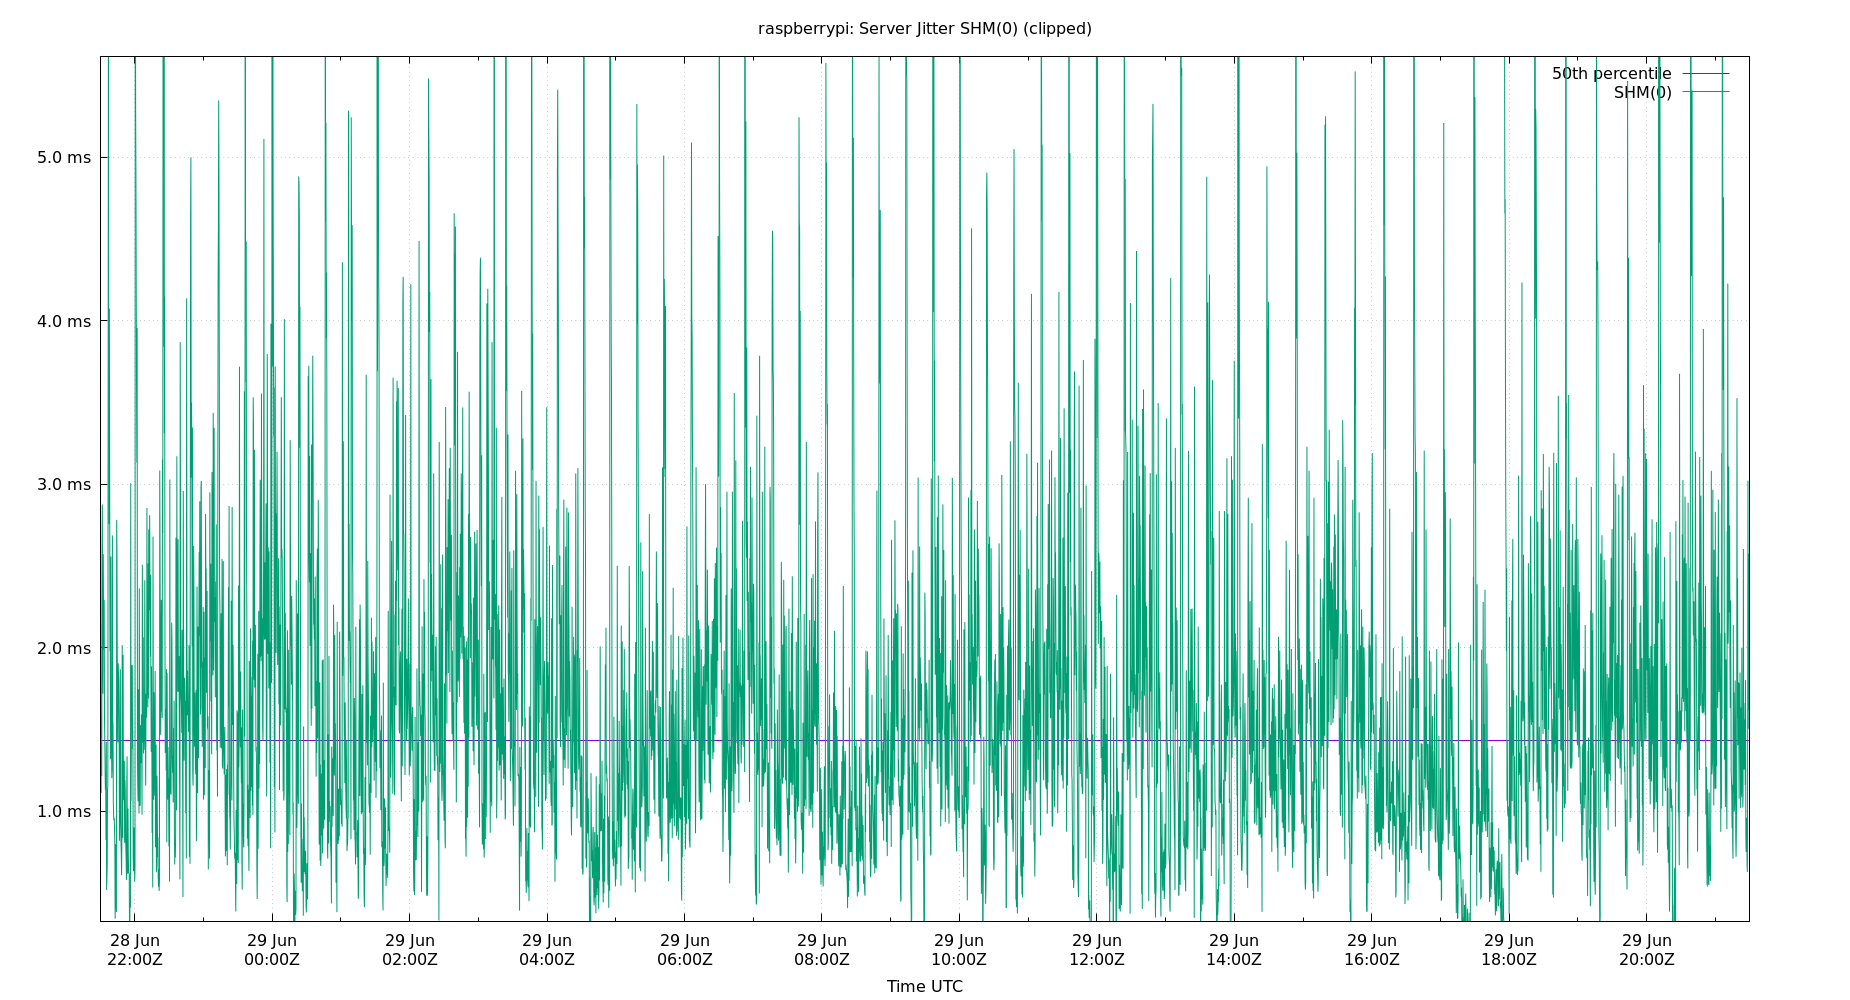 raspberrypi: Server Jitter SHM(0) (clipped)
50th percentile
SHM(0)
5.0 ms
4.0 ms
3.0 ms
2.0 ms
1.0 ms
28 Jun 29 Jun 29 Jun 29 Jun 29 Jun 29 Jun 29 Jun 29 Jun 29 Jun 29 Jun 29 Jun 29 Jun
22:00Z 00:00Z 02:00Z 04:00Z 06:00Z 08:00Z 10:00Z 12:00Z 14:00Z 16:00Z 18:00Z 20:00Z
Time UTC